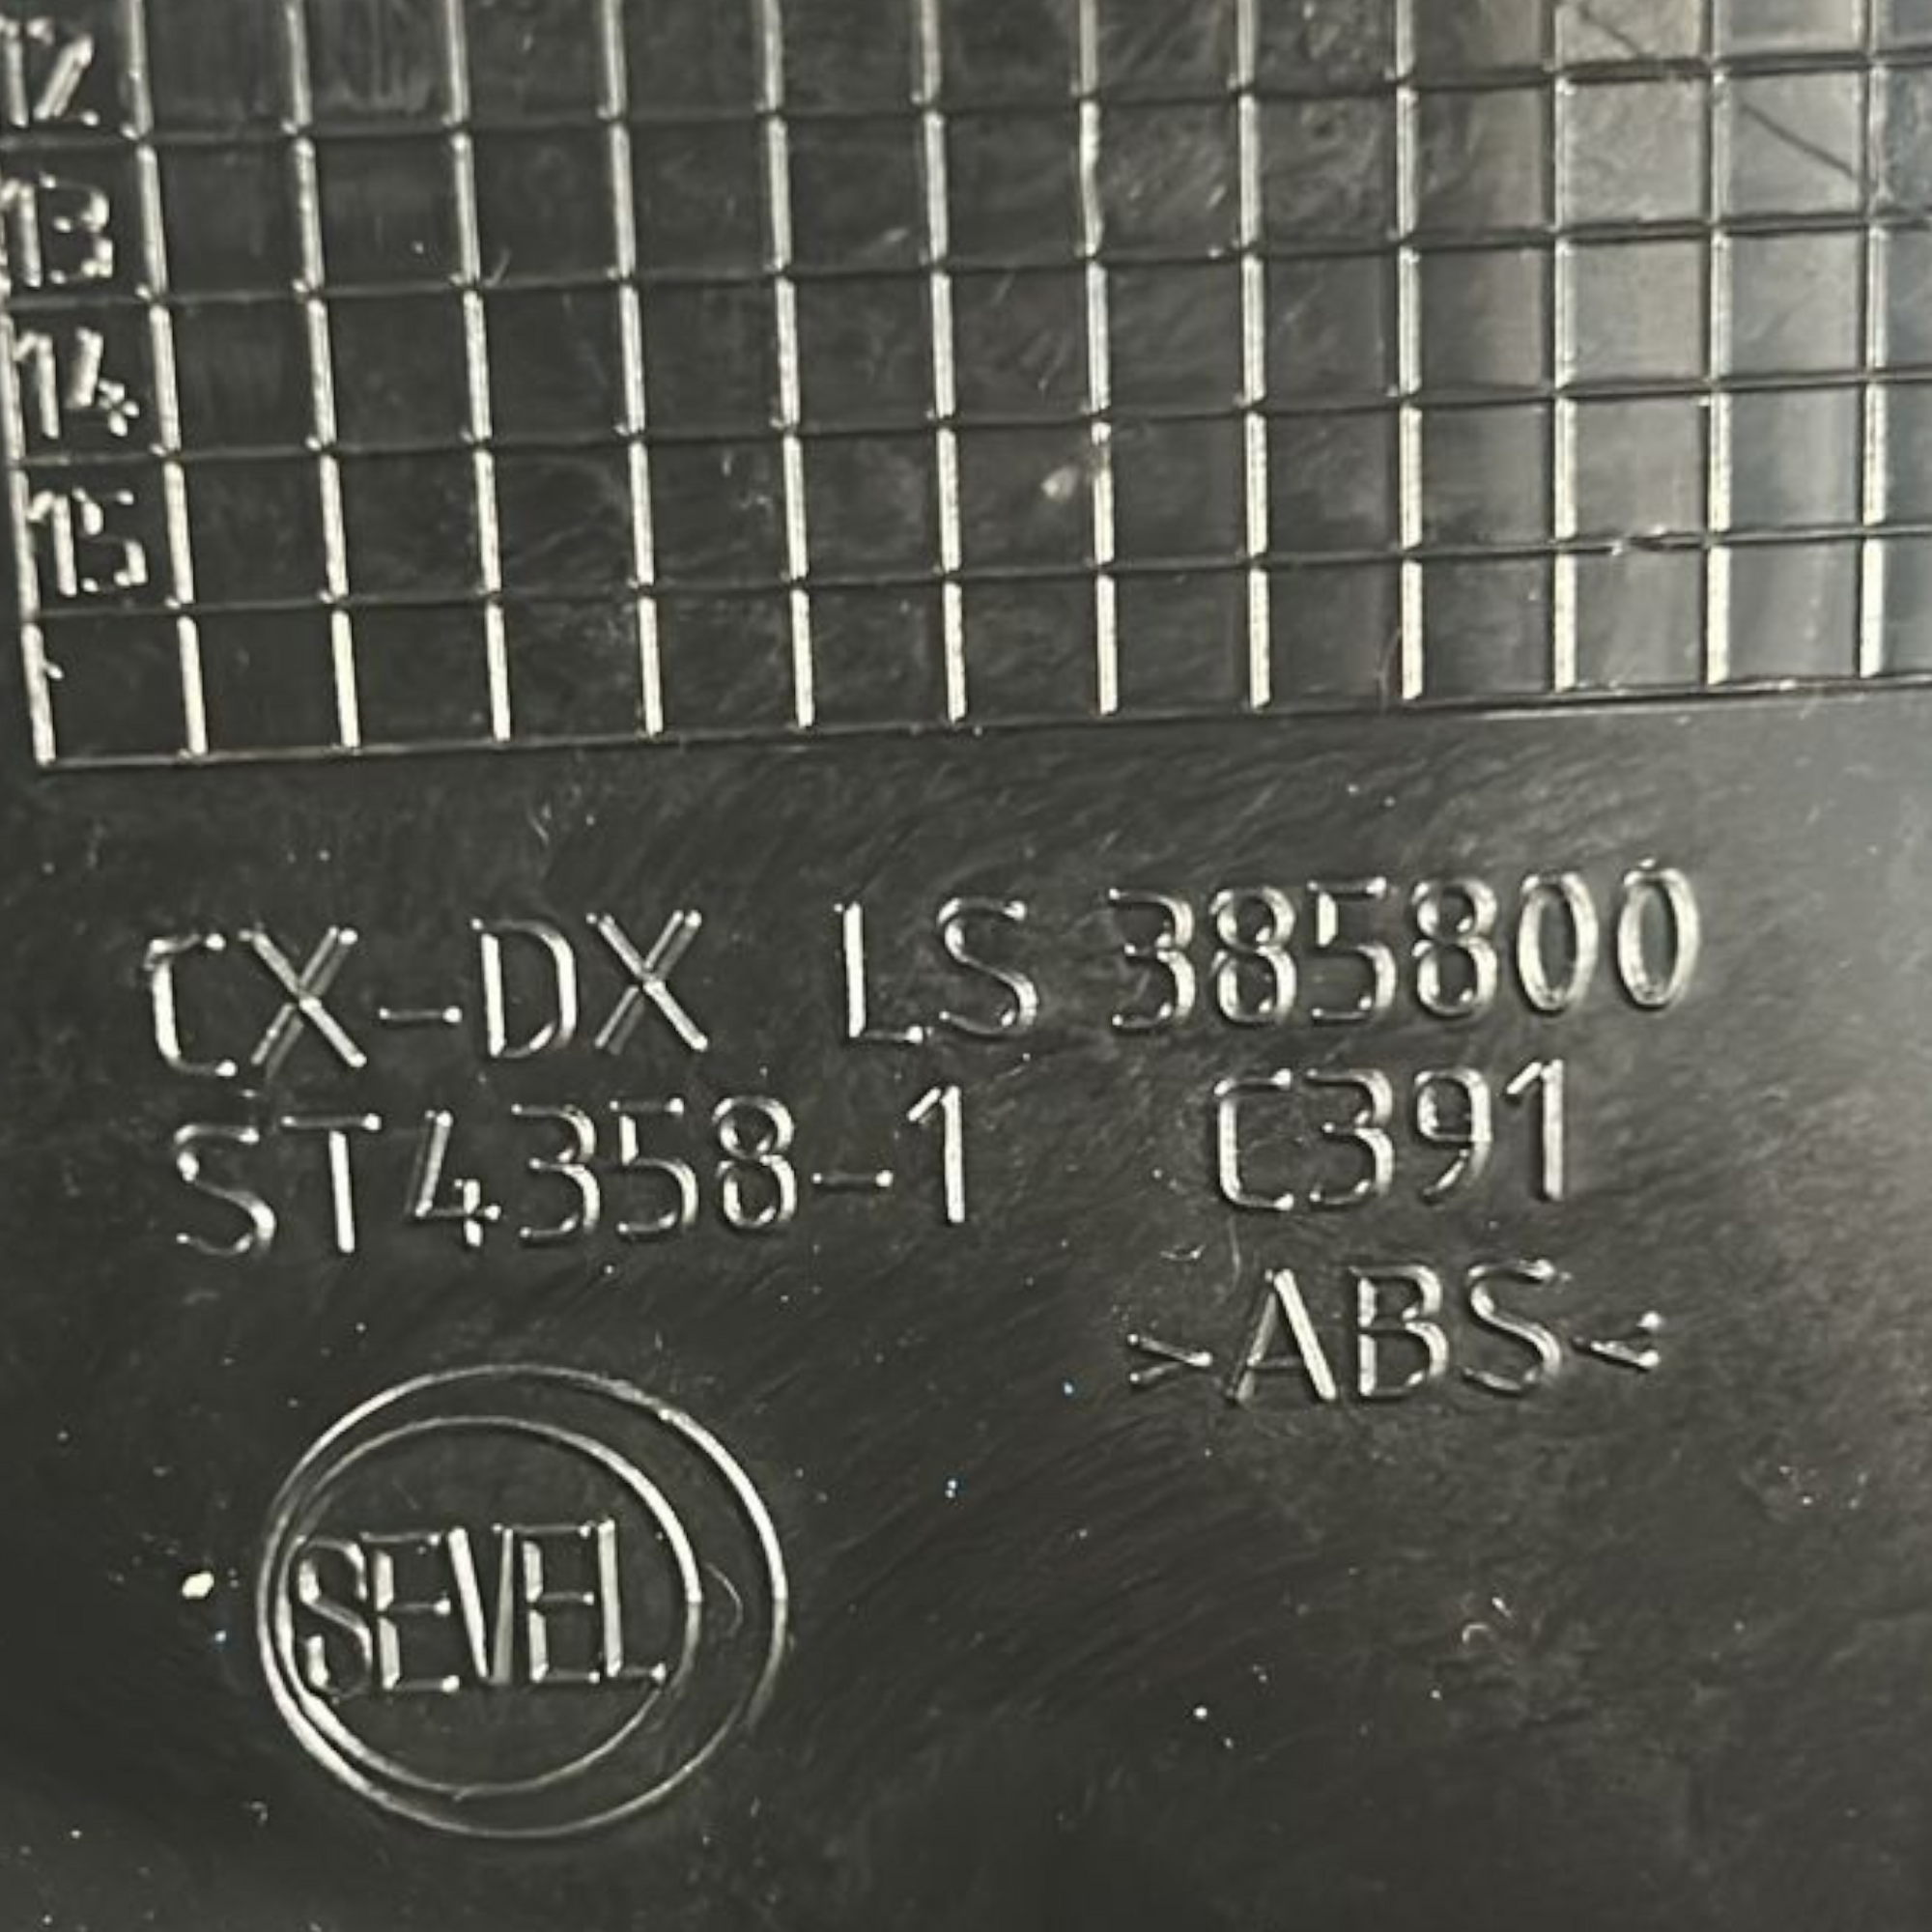 12
13
14
15
CX-DX LS 385800
ST4358-1 C391
>ABS<
SEVEL